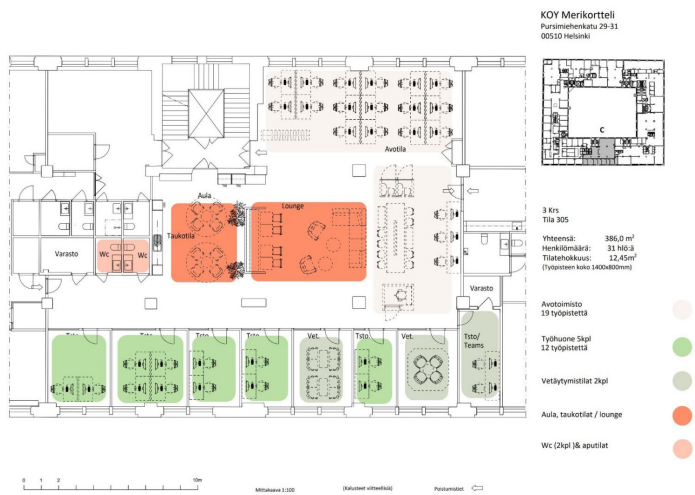 KOY Merikortteli
Pursimiehenkatu 29-31
00510 Helsinki
C
3 Krs
Tila 305
Yhteensä: 386,0 m²
Henkilömäärä: 31 hlö:ä
Tilatehokkuus: 12,45m²
(Työpisteen koko 1400x800mm)
Avotoimisto
19 työpistettä
Työhuone 5kpl
12 työpistettä
Vetäytymistilat 2kpl
Aula, taukotilat / lounge
Wc (2kpl )& aputilat
Avotila
Aula
Lounge
Taukotila
Varasto
Wc
Wc
Varasto
Tsto
Tsto
Tsto
Tsto
Vet.
Tsto
Vet.
Tsto/
Teams
0 1 2 10m
Mittakaava 1:100
(Kalusteet viitteellisiä)
Poistumistiet